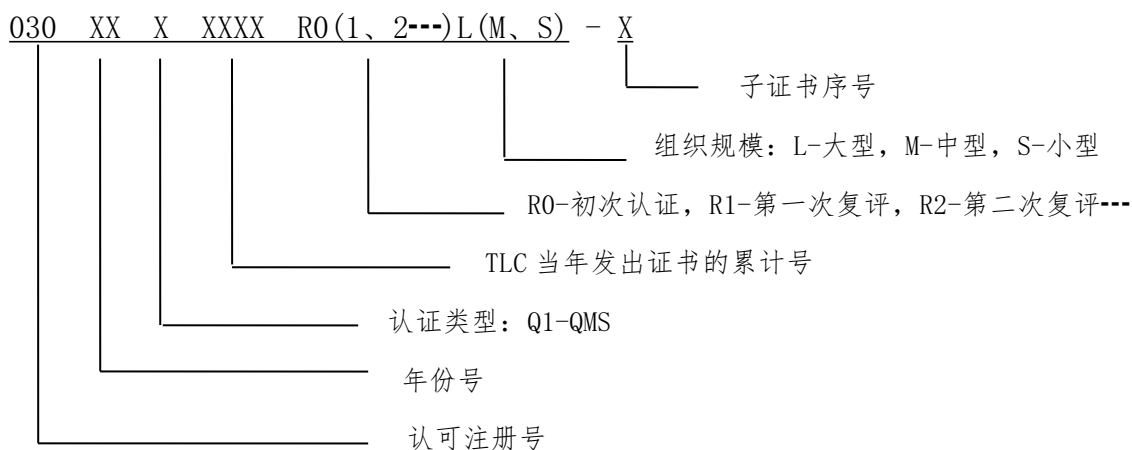 030 XX X XXXX R0(1、2---)L(M、S) - X
子证书序号
组织规模：L-大型，M-中型，S-小型
R0-初次认证，R1-第一次复评，R2-第二次复评---
TLC 当年发出证书的累计号
认证类型：Q1-QMS
年份号
认可注册号